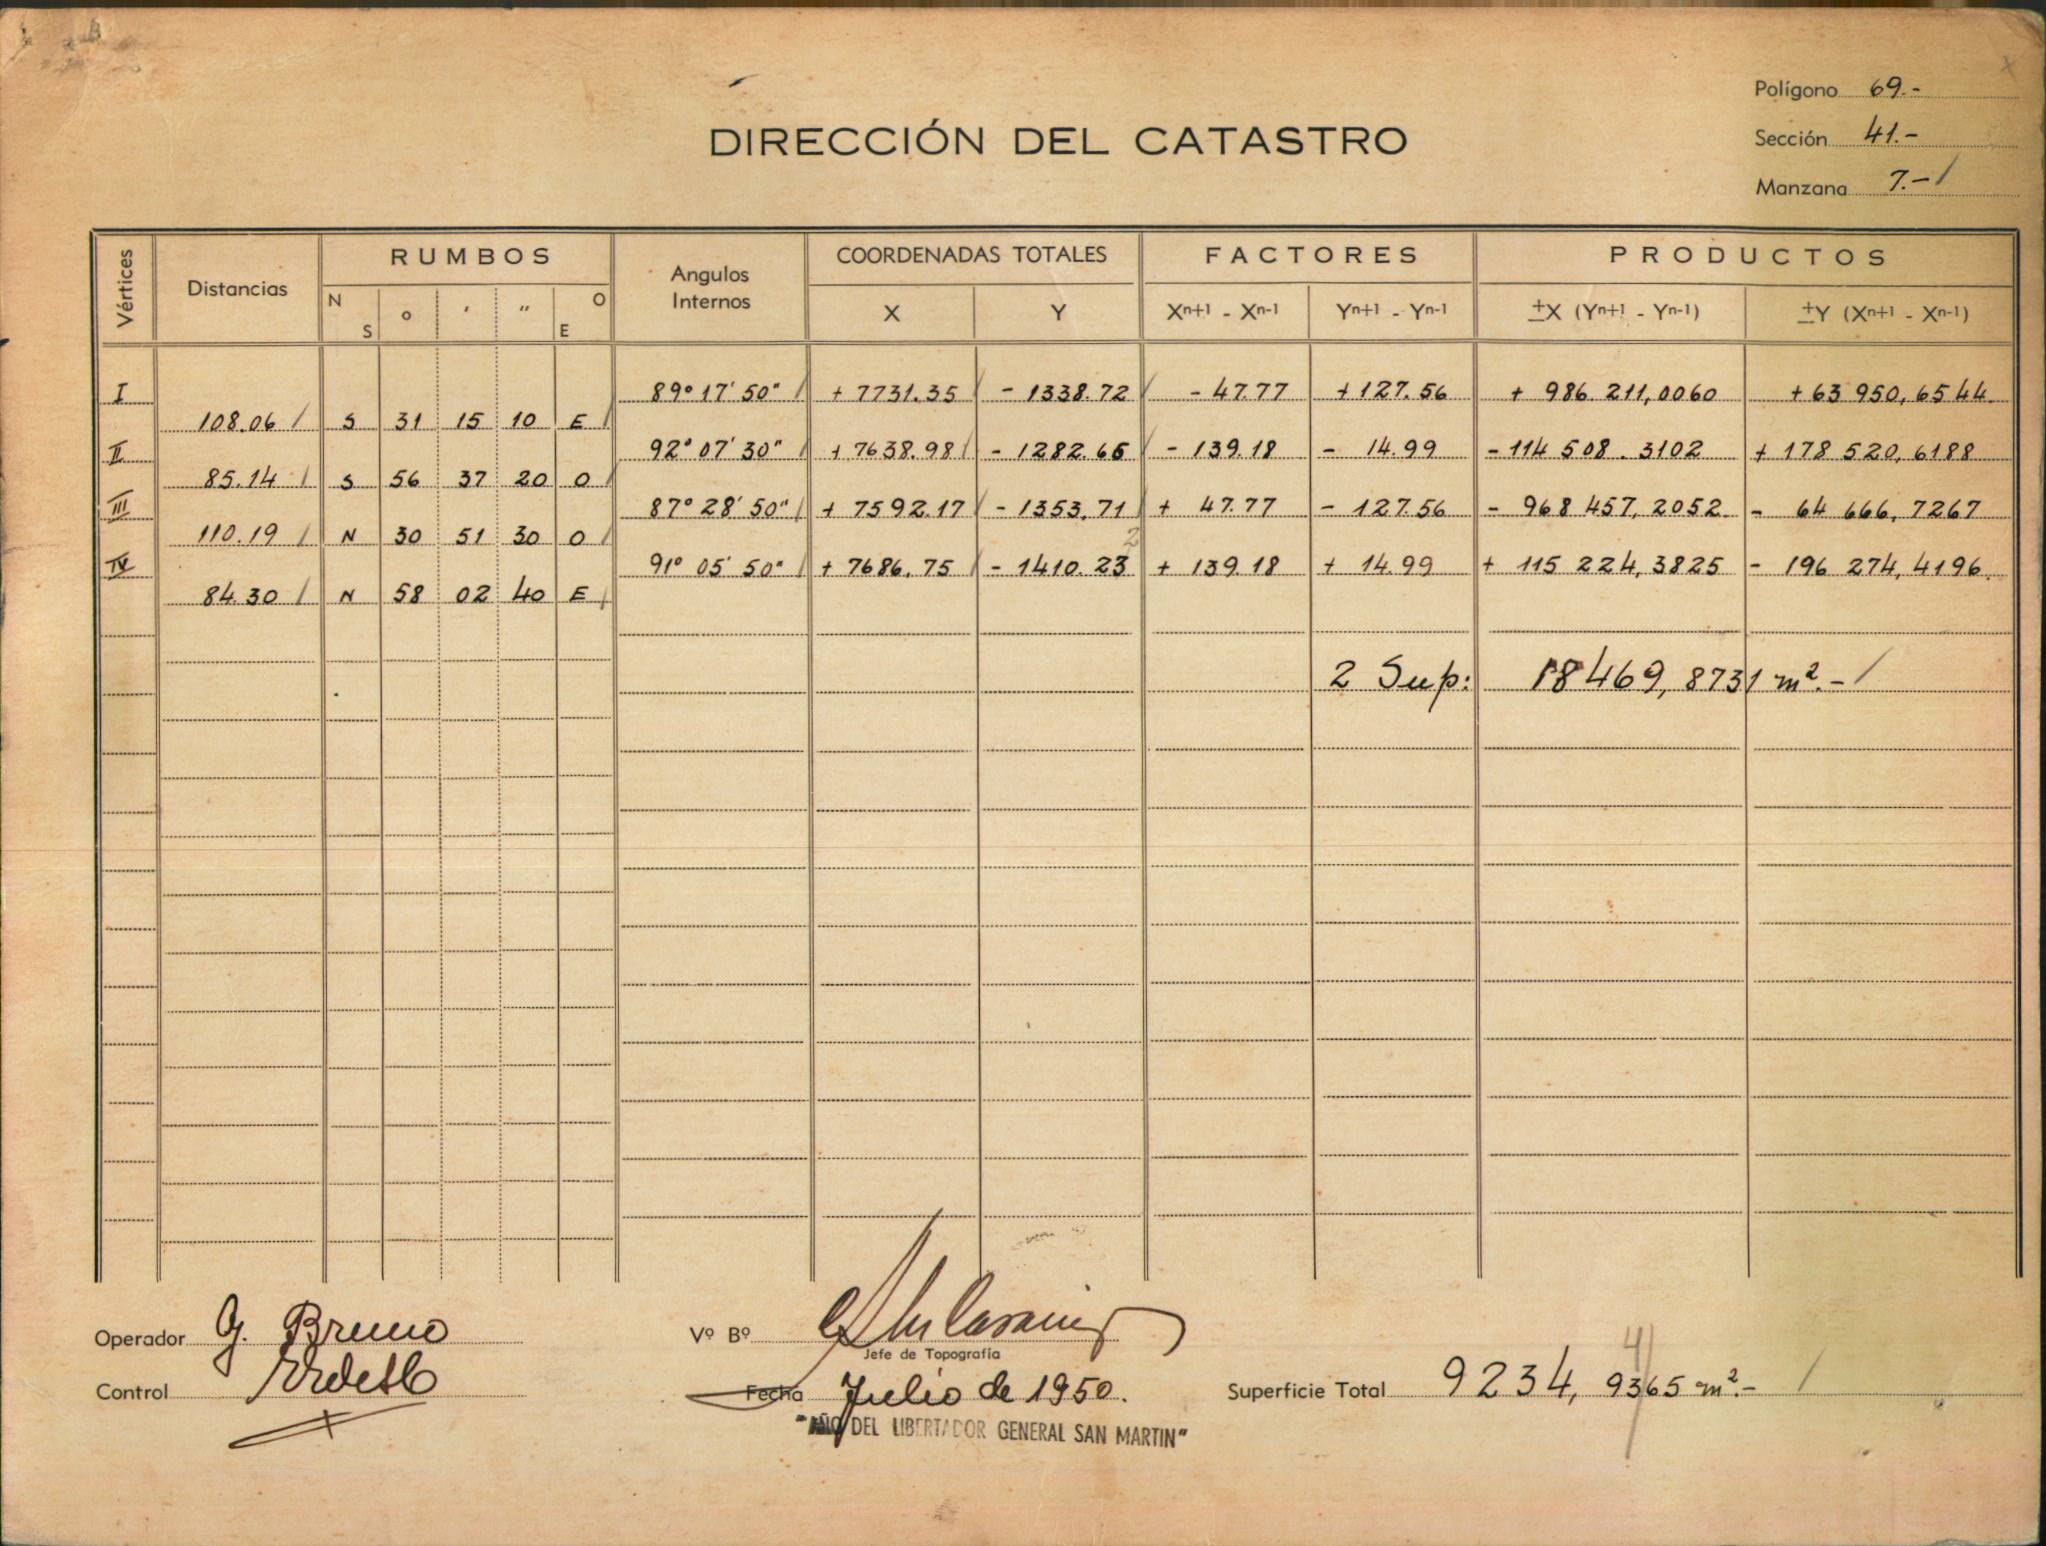 Polígono 69.-
DIRECCIÓN DEL CATASTRO
Sección 41.-
Manzana 7.- /
Vértices Distancias RUMBOS Angulos Internos COORDENADAS TOTALES FACTORES PRODUCTOS
N S ° ' " O E X Y Xn+1 - Xn-1 Yn+1 - Yn-1 ±X (Yn+1 - Yn-1) ±Y (Xn+1 - Xn-1)
I 89° 17' 50" / + 7731.35 / - 1338.72 / - 47.77 + 127.56 + 986 211,0060 + 63 950,6544
108.06 / S 31 15 10 E /
II 92° 07' 30" / + 7638.98 / - 1282.66 / - 139.18 - 14.99 - 114 508.3102 + 178 520,6188
85.14 / S 56 37 20 O /
III 87° 28' 50" / + 7592.17 / - 1353.71 / + 47.77 - 127.56 - 968 457,2052 - 64 666,7267
110.19 / N 30 51 30 O /
2
IV 91° 05' 50" / + 7686.75 / - 1410.23 + 139.18 + 14.99 + 115 224,3825 - 196 274,4196
84.30 / N 58 02 40 E /
2 Sup: 18469,8731 m².- /
Operador G. Bruno
Vº Bº
Jefe de Topografía
Control
Fecha Julio de 1950.
Superficie Total 9234,9365 m².- /
4
"AÑO DEL LIBERTADOR GENERAL SAN MARTIN"